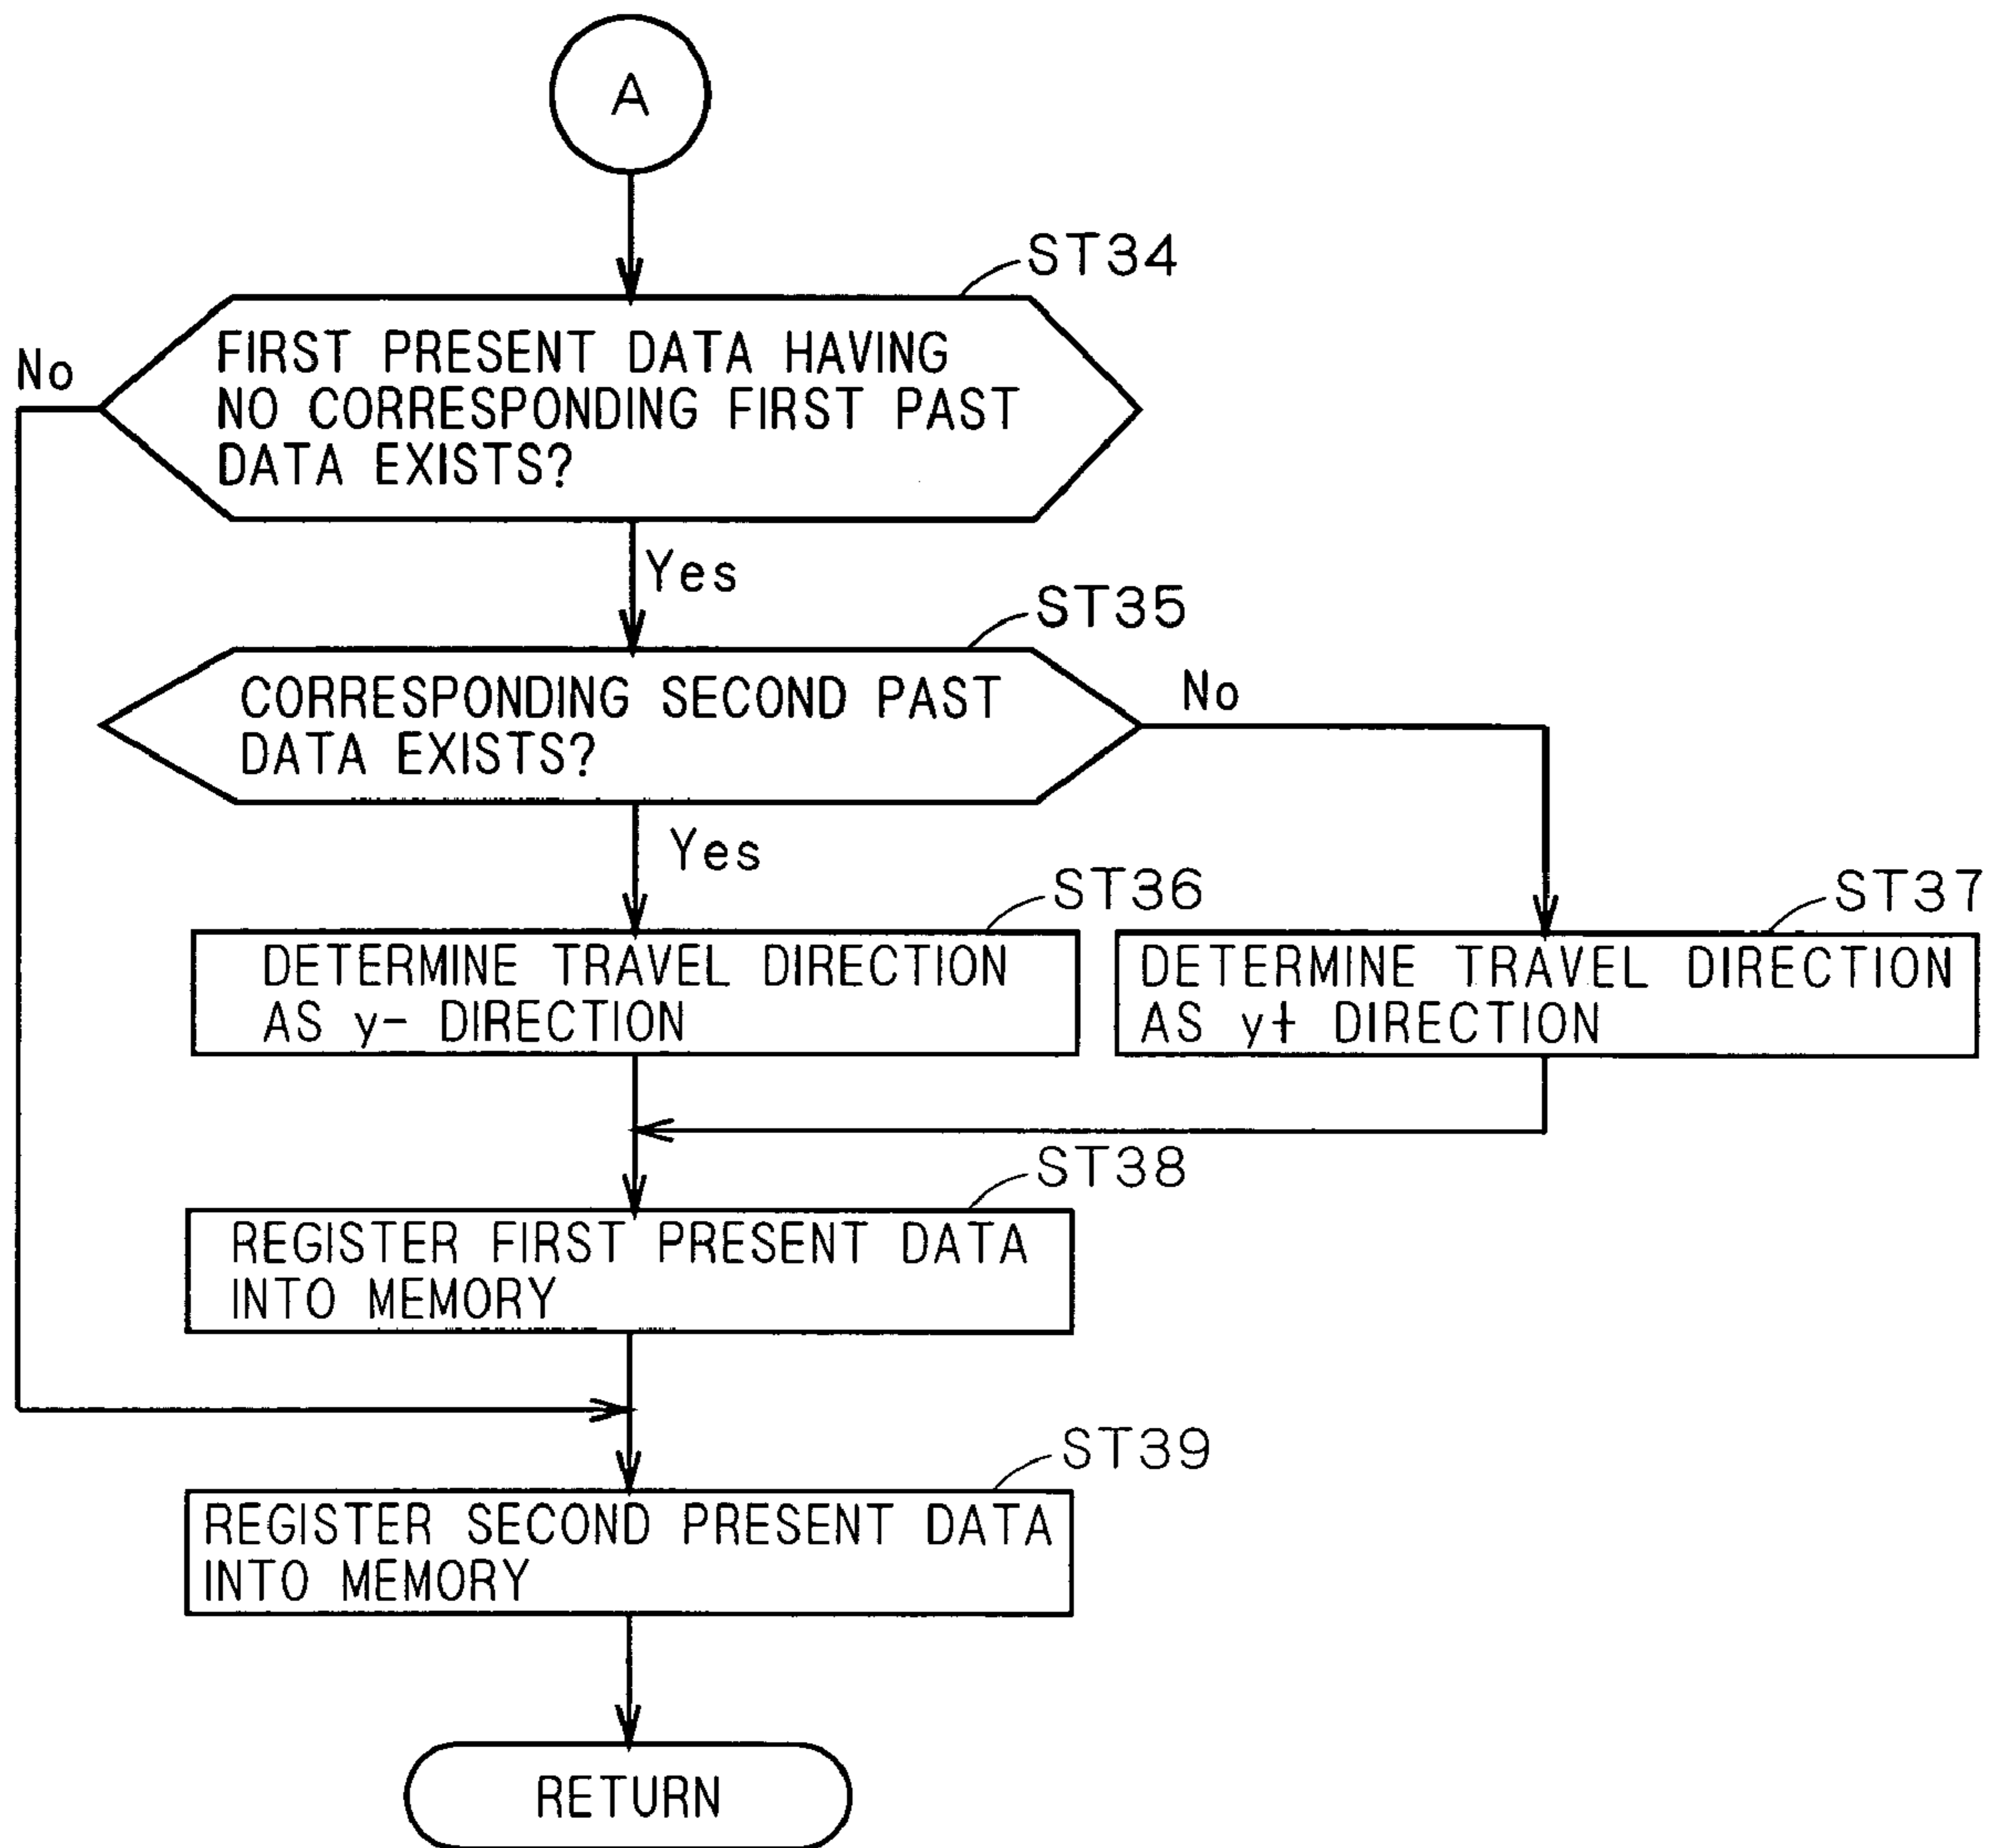 A
ST34
No
FIRST PRESENT DATA HAVING
NO CORRESPONDING FIRST PAST
DATA EXISTS?
Yes
ST35
CORRESPONDING SECOND PAST
DATA EXISTS?
No
Yes
ST36
ST37
DETERMINE TRAVEL DIRECTION
AS y- DIRECTION
DETERMINE TRAVEL DIRECTION
AS y+ DIRECTION
ST38
REGISTER FIRST PRESENT DATA
INTO MEMORY
ST39
REGISTER SECOND PRESENT DATA
INTO MEMORY
RETURN